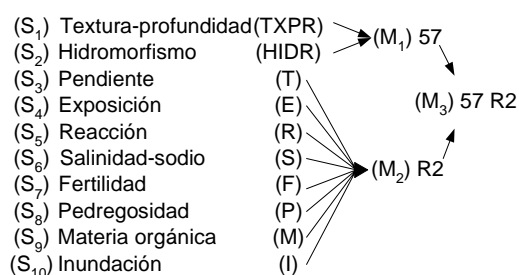 (S₁) Textura-profundidad(TXPR)
(S₂) Hidromorfismo (HIDR)
(M₁) 57
(S₃) Pendiente (T)
(S₄) Exposición (E)
(M₃) 57 R2
(S₅) Reacción (R)
(S₆) Salinidad-sodio (S)
(M₂) R2
(S₇) Fertilidad (F)
(S₈) Pedregosidad (P)
(S₉) Materia orgánica (M)
(S₁₀) Inundación (I)